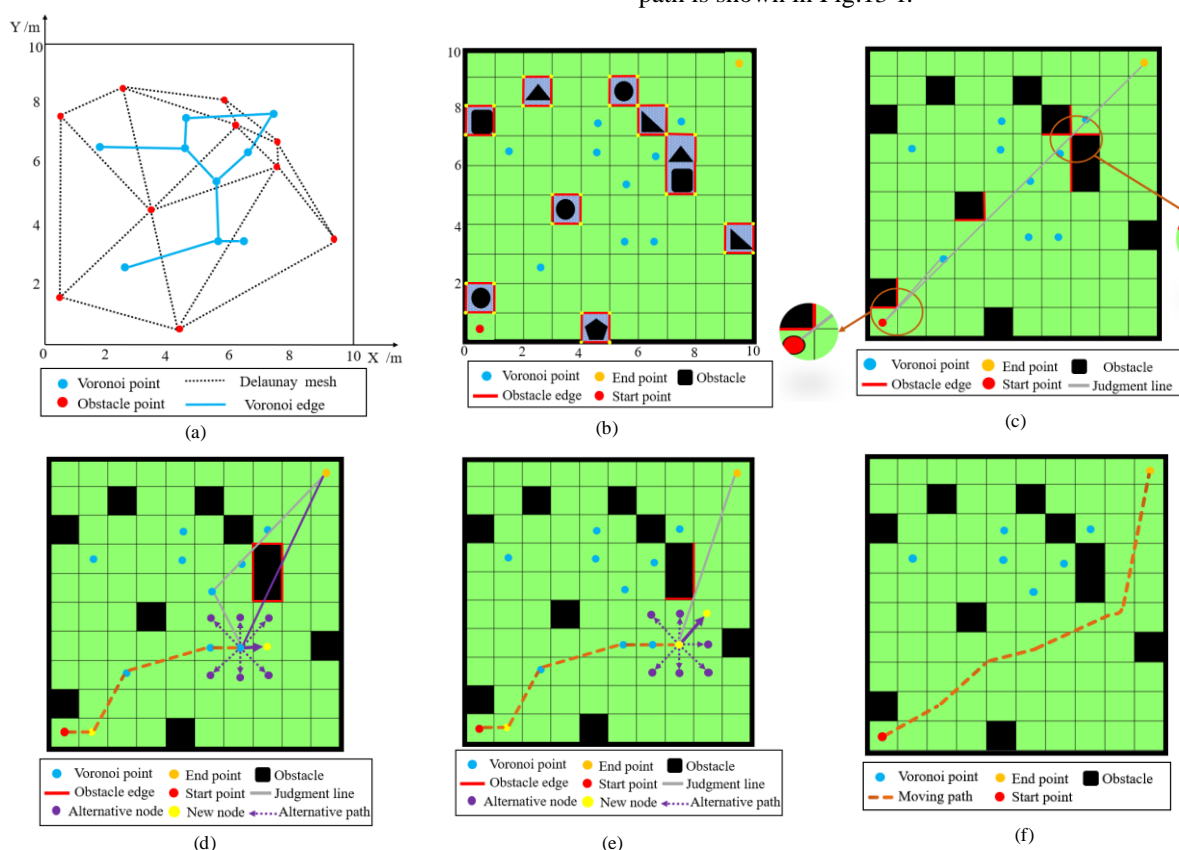 path is shown in Fig.13-f.
Y /m
10
8
6
4
2
0 2 4 6 8 10
X /m
Voronoi point Delaunay mesh
Obstacle point Voronoi edge
(a)
10
8
6
4
2
0 2 4 6 8 10
Voronoi point End point Obstacle
Obstacle edge Start point
(b)
Voronoi point End point Obstacle
Obstacle edge Start point Judgment line
(c)
Voronoi point End point Obstacle
Obstacle edge Start point Judgment line
Alternative node New node Alternative path
(d)
Voronoi point End point Obstacle
Obstacle edge Start point Judgment line
Alternative node New node Alternative path
(e)
Voronoi point End point Obstacle
Moving path Start point
(f)